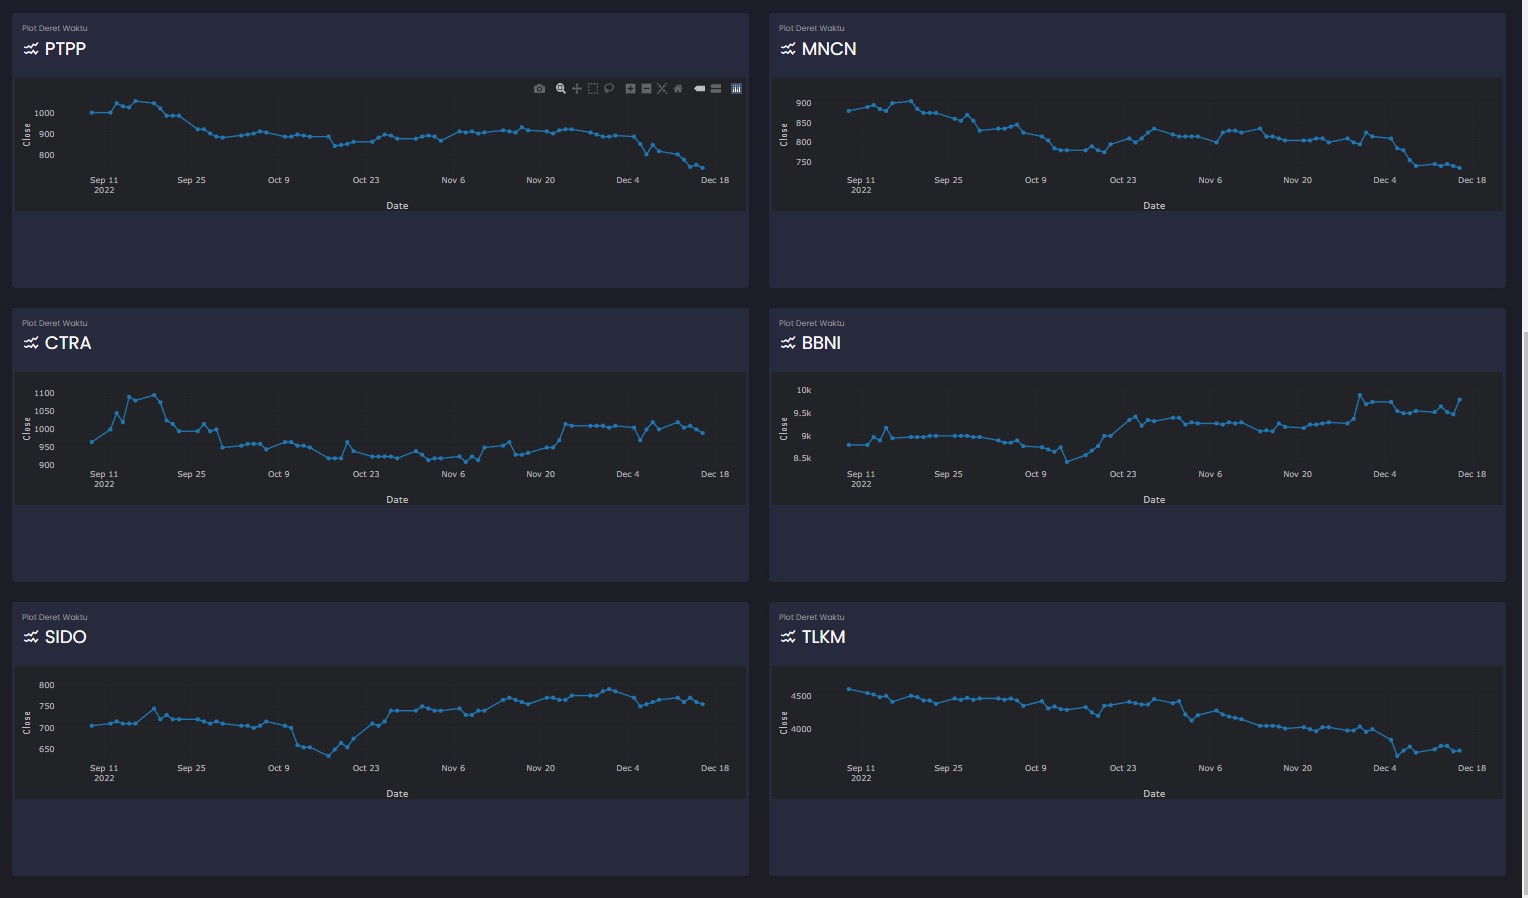 Plot Deret Waktu
PTPP
1000
900
800
Close
Sep 11
2022
Sep 25
Oct 9
Oct 23
Nov 6
Nov 20
Dec 4
Dec 18
Date
Plot Deret Waktu
MNCN
900
850
800
750
Close
Sep 11
2022
Sep 25
Oct 9
Oct 23
Nov 6
Nov 20
Dec 4
Dec 18
Date
Plot Deret Waktu
CTRA
1100
1050
1000
950
900
Close
Sep 11
2022
Sep 25
Oct 9
Oct 23
Nov 6
Nov 20
Dec 4
Dec 18
Date
Plot Deret Waktu
BBNI
10k
9.5k
9k
8.5k
Close
Sep 11
2022
Sep 25
Oct 9
Oct 23
Nov 6
Nov 20
Dec 4
Dec 18
Date
Plot Deret Waktu
SIDO
800
750
700
650
Close
Sep 11
2022
Sep 25
Oct 9
Oct 23
Nov 6
Nov 20
Dec 4
Dec 18
Date
Plot Deret Waktu
TLKM
4500
4000
Close
Sep 11
2022
Sep 25
Oct 9
Oct 23
Nov 6
Nov 20
Dec 4
Dec 18
Date